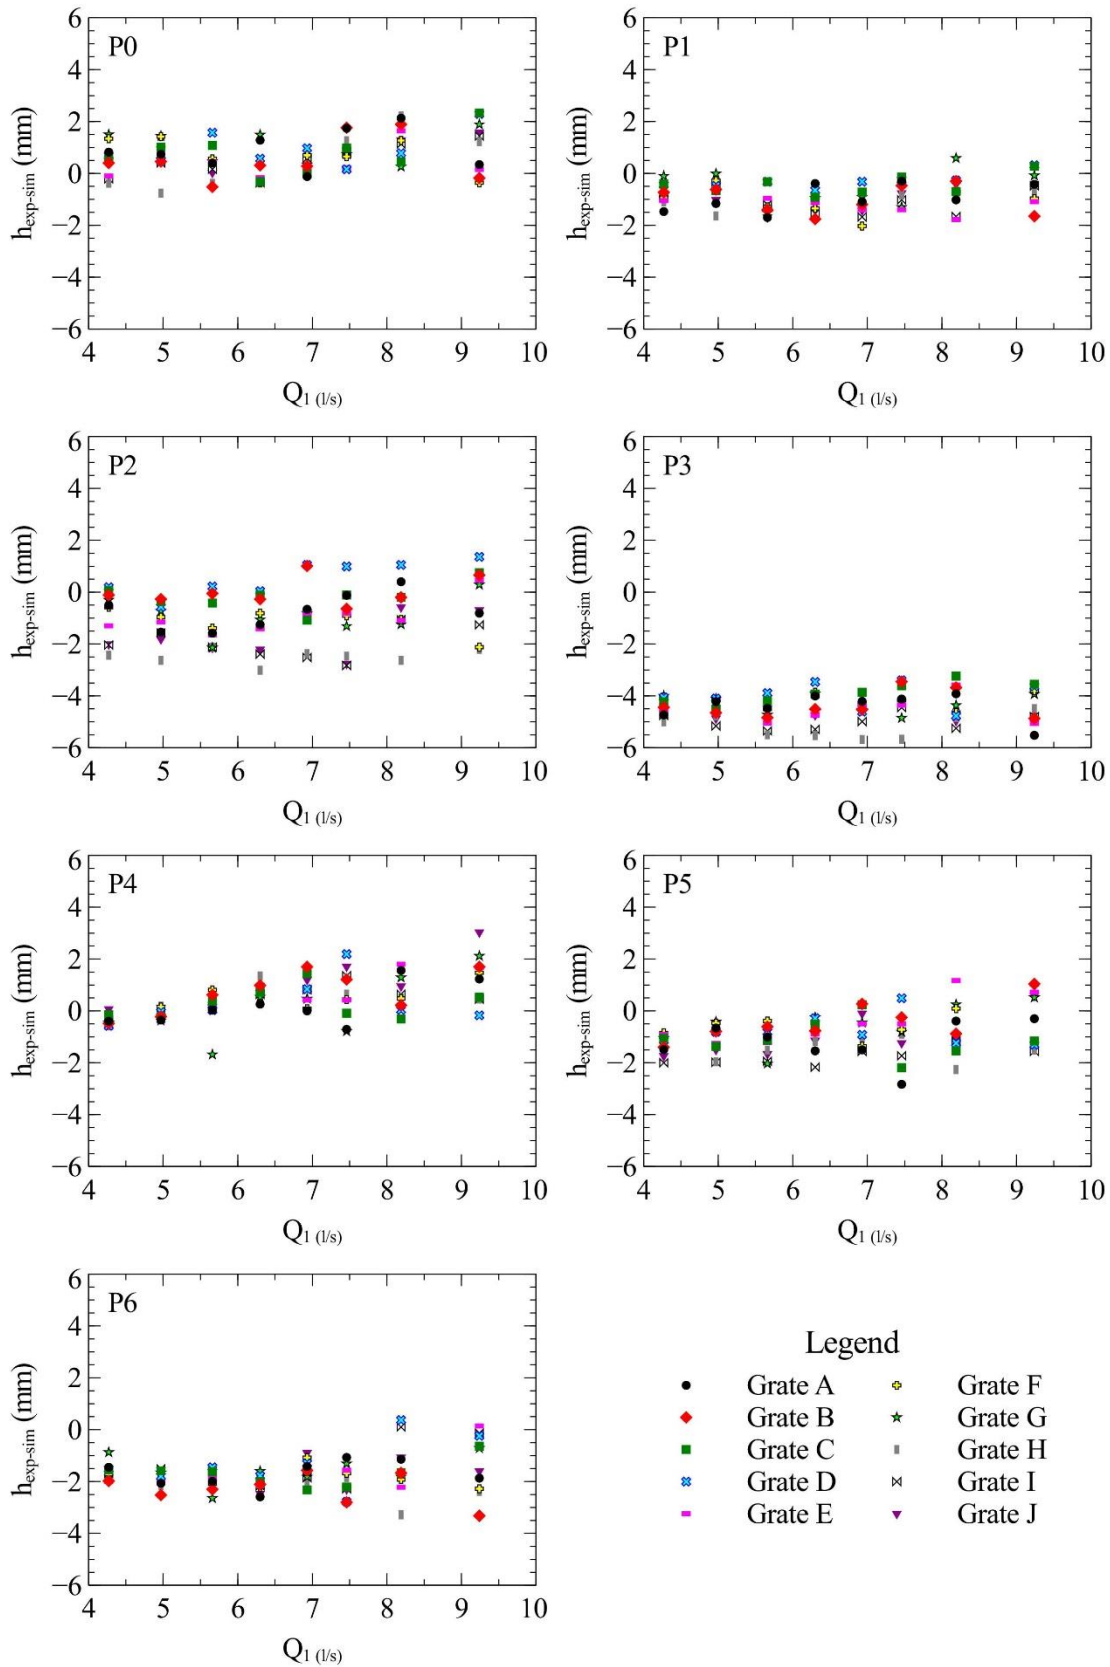 6 6
P0 P1
4 4
2 2
0 0
−2 −2
−4 −4
−6 −6
hexp-sim (mm) hexp-sim (mm)
4 5 6 7 8 9 10 4 5 6 7 8 9 10
Q1 (l/s) Q1 (l/s)
6 6
P2 P3
4 4
2 2
0 0
−2 −2
−4 −4
−6 −6
hexp-sim (mm) hexp-sim (mm)
4 5 6 7 8 9 10 4 5 6 7 8 9 10
Q1 (l/s) Q1 (l/s)
6 6
P4 P5
4 4
2 2
0 0
−2 −2
−4 −4
−6 −6
hexp-sim (mm) hexp-sim (mm)
4 5 6 7 8 9 10 4 5 6 7 8 9 10
Q1 (l/s) Q1 (l/s)
6
P6
4
2
0
−2
−4
−6
hexp-sim (mm)
4 5 6 7 8 9 10
Q1 (l/s)
Legend
Grate A Grate F
Grate B Grate G
Grate C Grate H
Grate D Grate I
Grate E Grate J